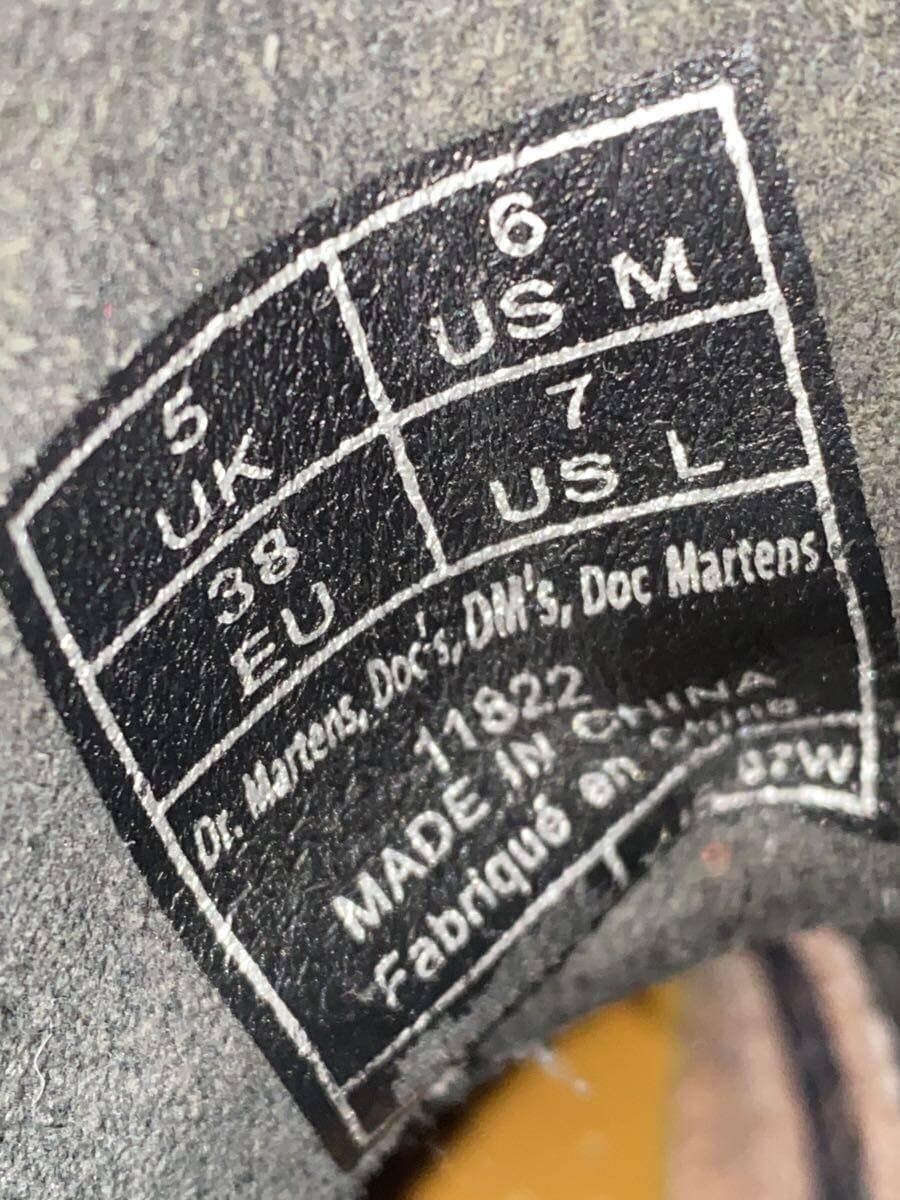 5
UK
6
US M
38
EU
7
US L
Dr. Martens, Doc's, DM's, Doc Martens
11822
MADE IN CHINA
Fabriqué en Chine